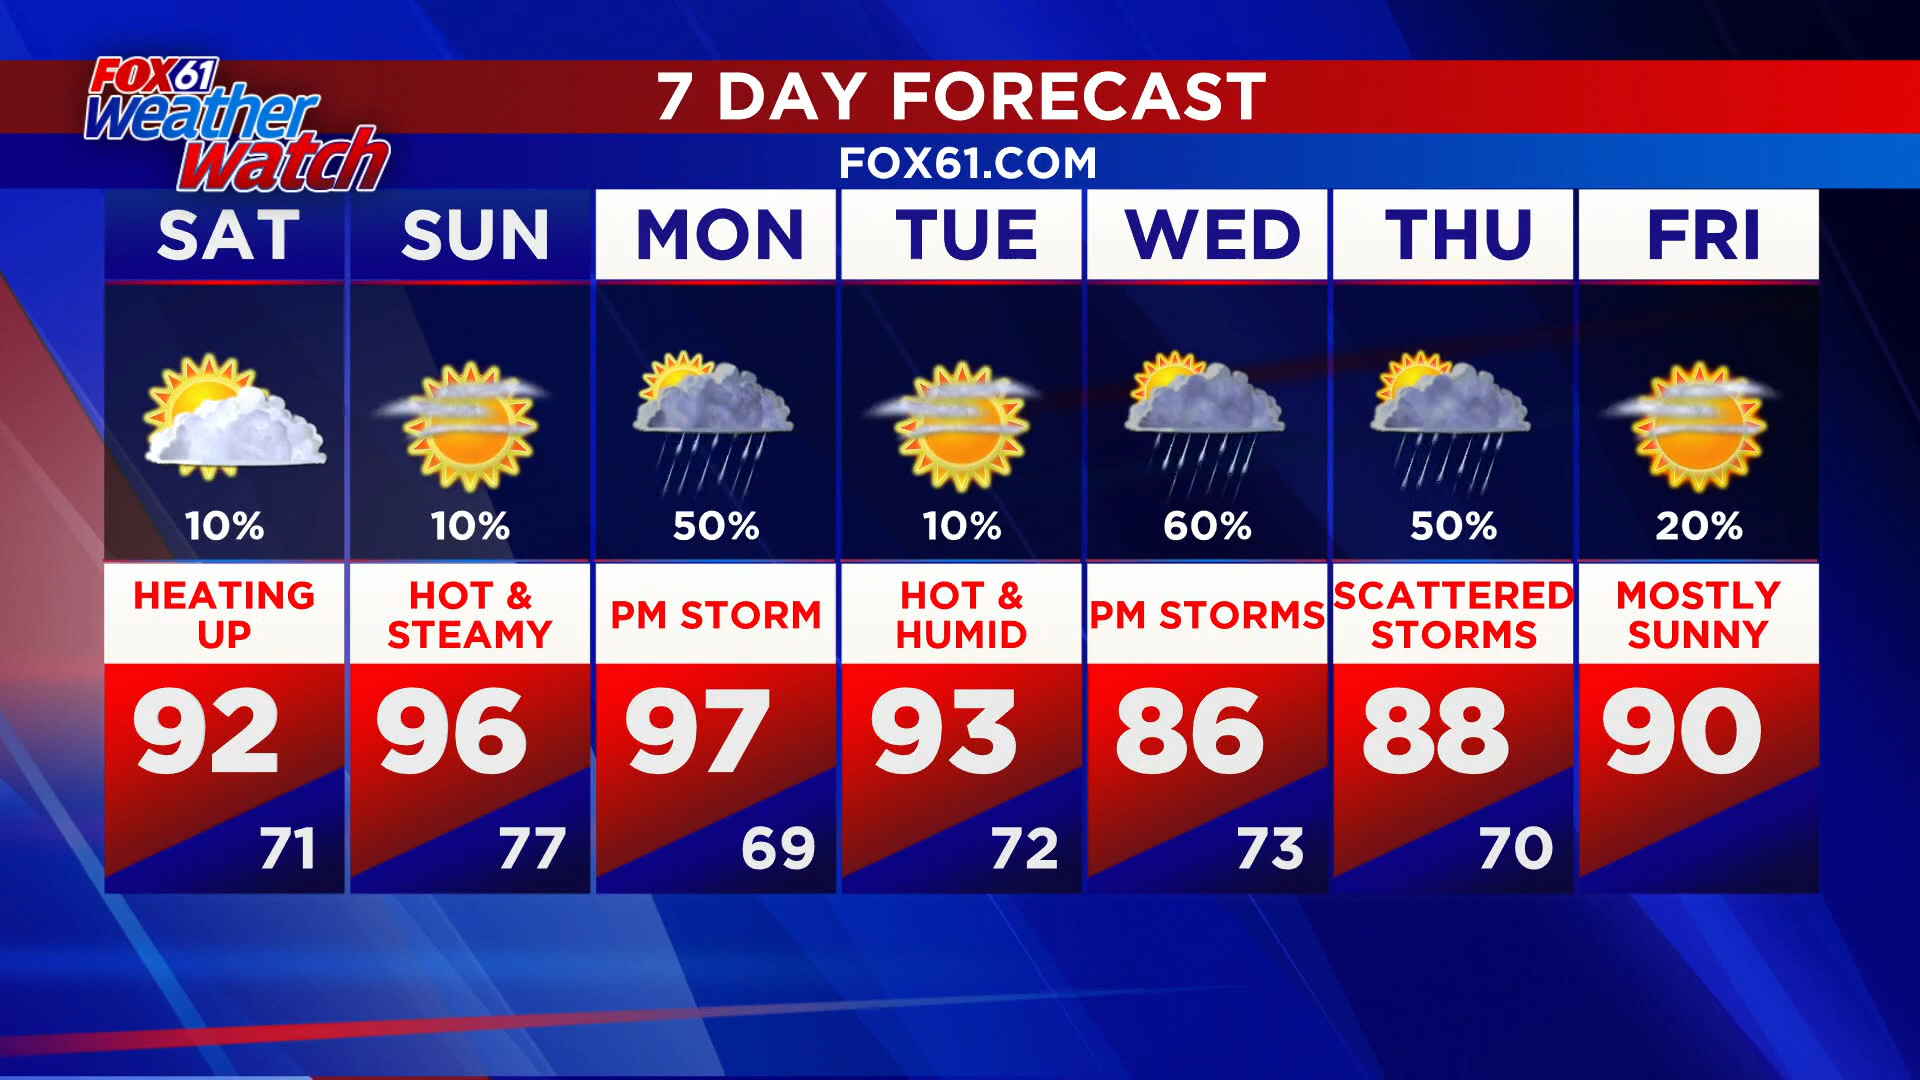 FOX61
Weather
Watch
7 DAY FORECAST
FOX61.COM
SAT SUN MON TUE WED THU FRI
10% 10% 50% 10% 60% 50% 20%
HEATING
UP
HOT &
STEAMY
PM STORM
HOT &
HUMID
PM STORMS
SCATTERED
STORMS
MOSTLY
SUNNY
92 96 97 93 86 88 90
71 77 69 72 73 70